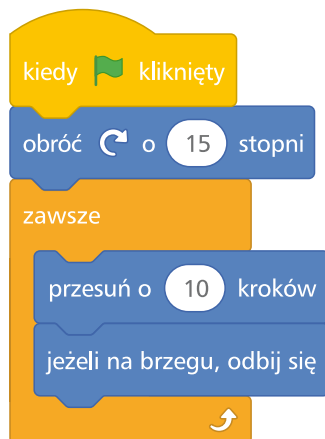 kiedy kliknięty
obróć o 15 stopni
zawsze
przesuń o 10 kroków
jeżeli na brzegu, odbij się